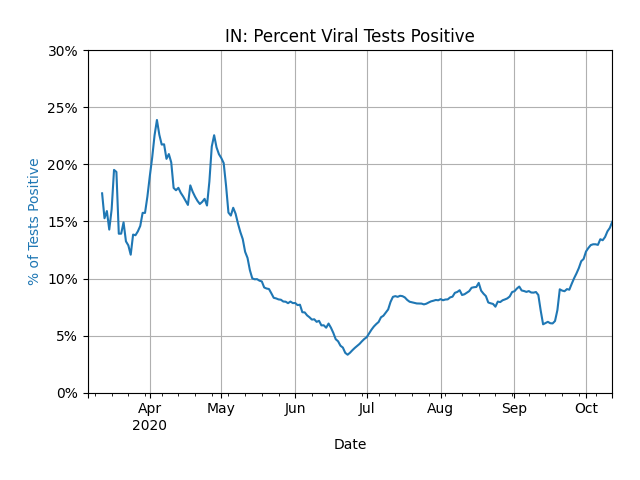 IN: Percent Viral Tests Positive
30%
25%
20%
15%
10%
5%
0%
% of Tests Positive
Apr May Jun Jul Aug Sep Oct
2020
Date